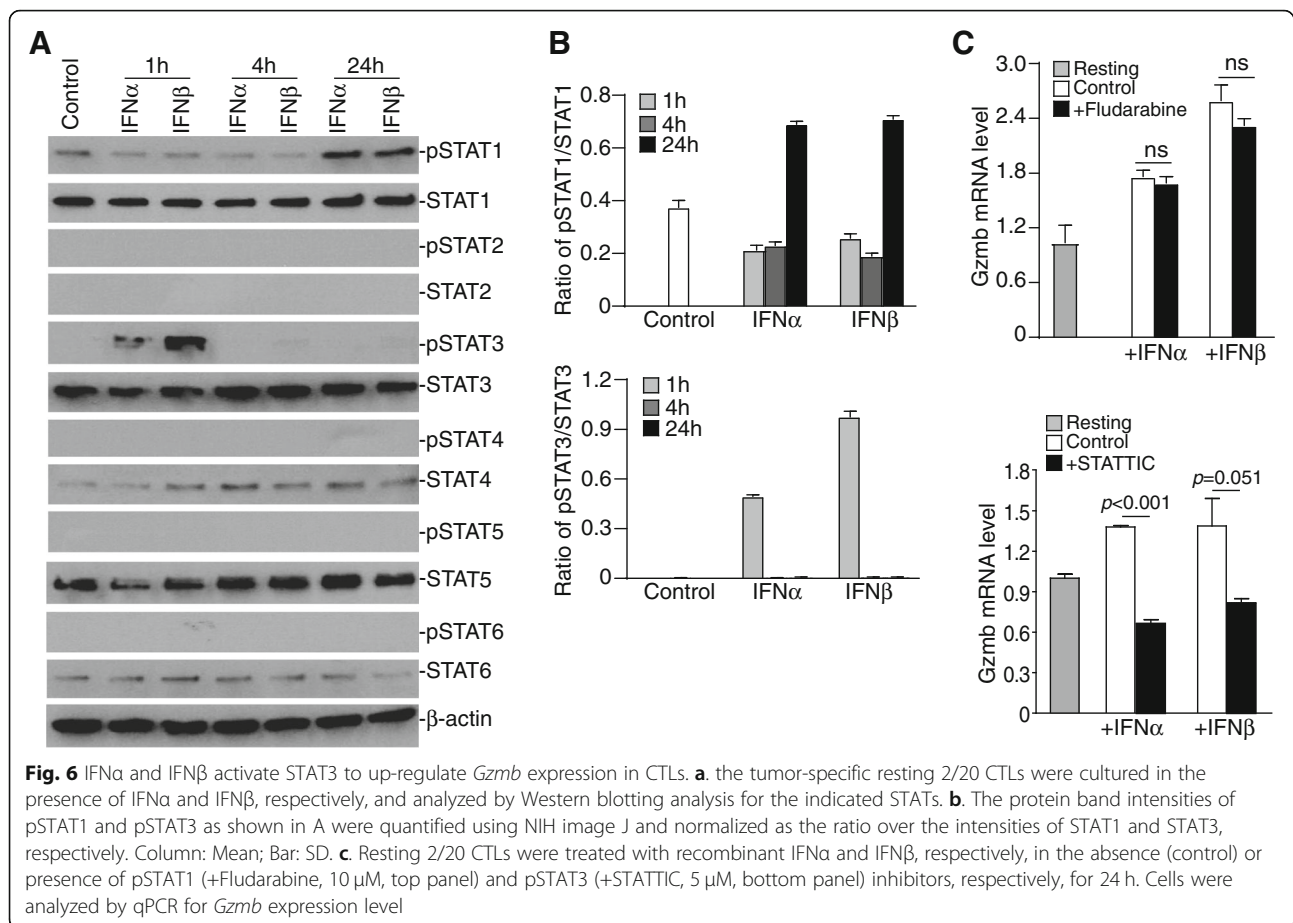 A
Control
1h
4h
24h
IFNα
IFNβ
IFNα
IFNβ
IFNα
IFNβ
-pSTAT1
-STAT1
-pSTAT2
-STAT2
-pSTAT3
-STAT3
-pSTAT4
-STAT4
-pSTAT5
-STAT5
-pSTAT6
-STAT6
-β-actin
B
Ratio of pSTAT1/STAT1
0.8
0.6
0.4
0.2
0
1h
4h
24h
Control
IFNα
IFNβ
Ratio of pSTAT3/STAT3
1.2
0.9
0.6
0.3
0
1h
4h
24h
Control
IFNα
IFNβ
C
Gzmb mRNA level
3.0
2.4
1.8
1.2
0.6
0
Resting
Control
+Fludarabine
ns
ns
+IFNα
+IFNβ
Gzmb mRNA level
1.8
1.5
1.2
0.9
0.6
0.3
0
Resting
Control
+STATTIC
p<0.001
p=0.051
+IFNα
+IFNβ
Fig. 6 IFNα and IFNβ activate STAT3 to up-regulate Gzmb expression in CTLs. a. the tumor-specific resting 2/20 CTLs were cultured in the
presence of IFNα and IFNβ, respectively, and analyzed by Western blotting analysis for the indicated STATs. b. The protein band intensities of
pSTAT1 and pSTAT3 as shown in A were quantified using NIH image J and normalized as the ratio over the intensities of STAT1 and STAT3,
respectively. Column: Mean; Bar: SD. c. Resting 2/20 CTLs were treated with recombinant IFNα and IFNβ, respectively, in the absence (control) or
presence of pSTAT1 (+Fludarabine, 10 μM, top panel) and pSTAT3 (+STATTIC, 5 μM, bottom panel) inhibitors, respectively, for 24 h. Cells were
analyzed by qPCR for Gzmb expression level